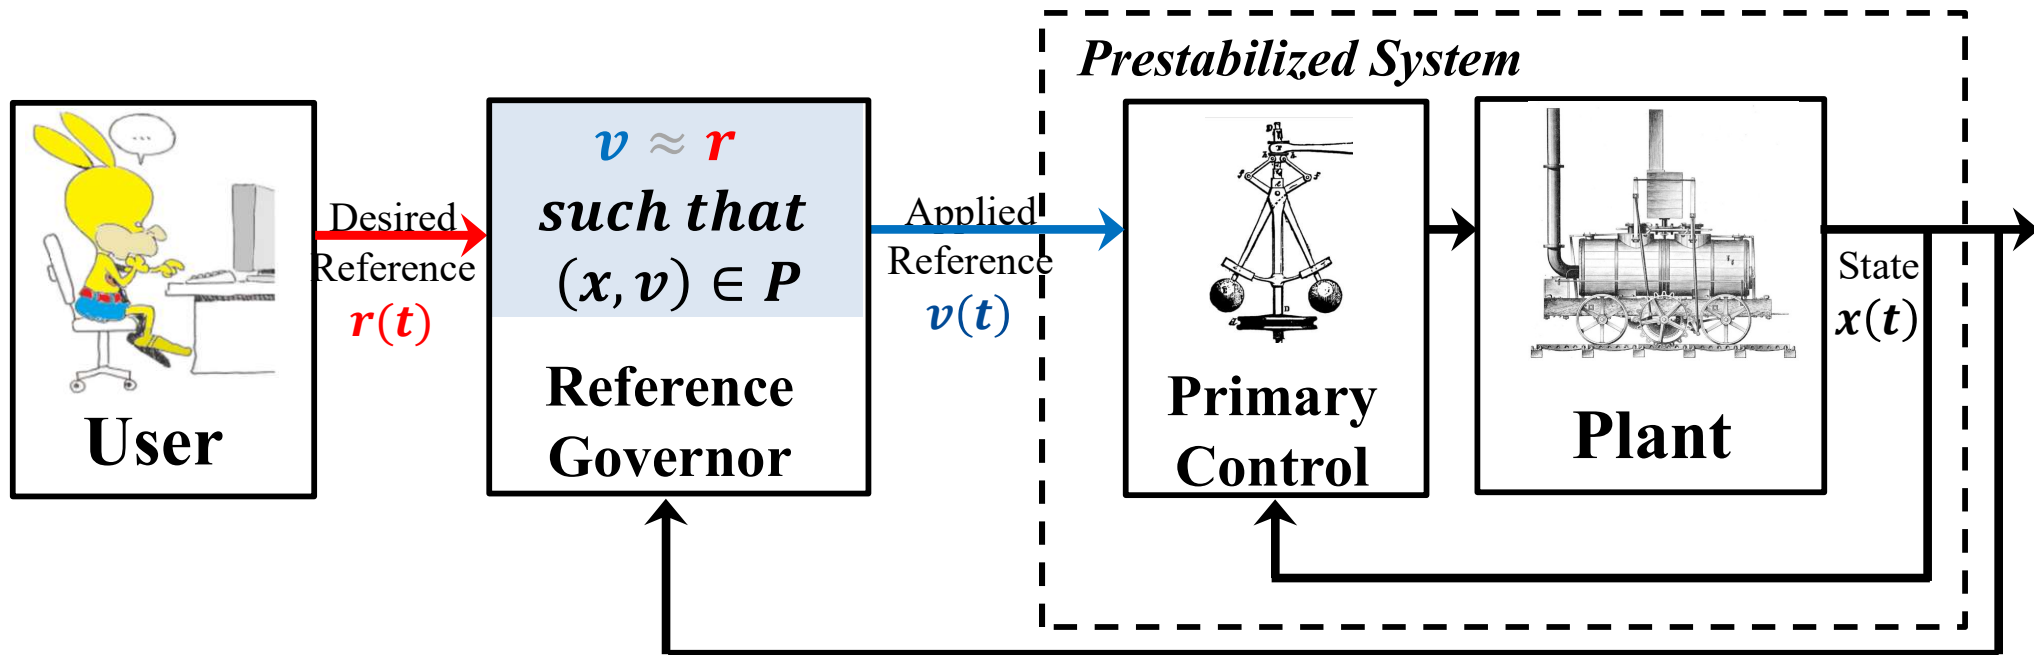 Prestabilized System
...
User
Desired
Reference
r(t)
v ≈ r
such that
(x, v) ∈ P
Reference
Governor
Applied
Reference
v(t)
Primary
Control
Plant
State
x(t)